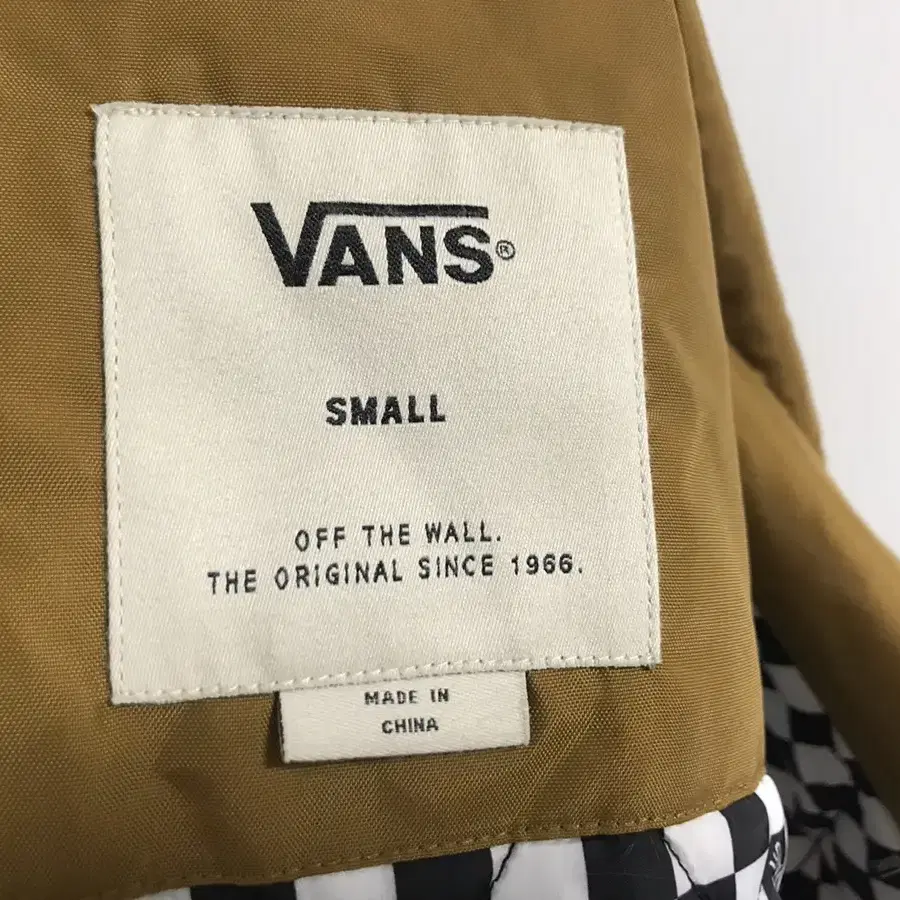 VANS®
SMALL
OFF THE WALL.
THE ORIGINAL SINCE 1966.
MADE IN
CHINA